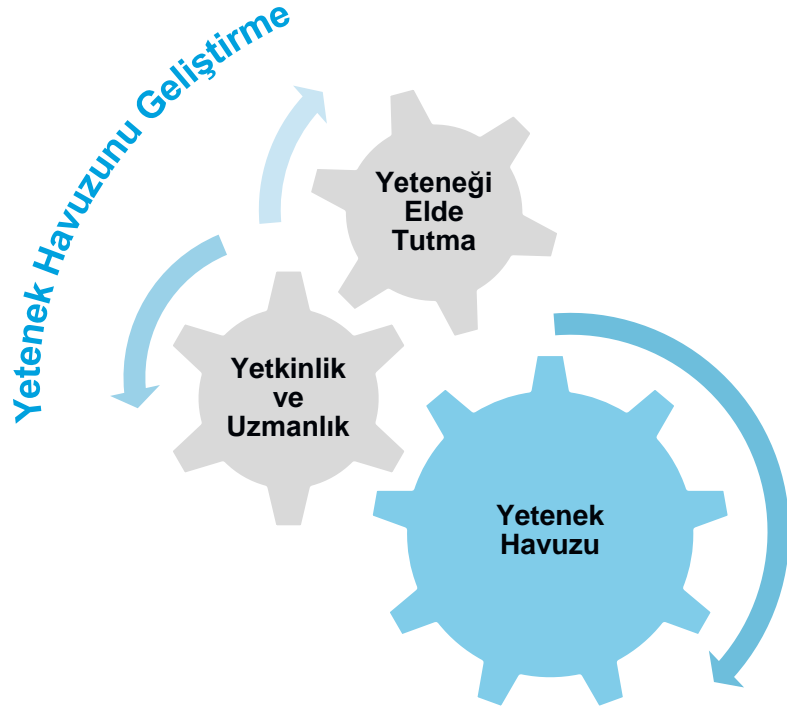 Yetenek Havuzunu Geliştirme
Yeteneği
Elde
Tutma
Yetkinlik
ve
Uzmanlık
Yetenek
Havuzu